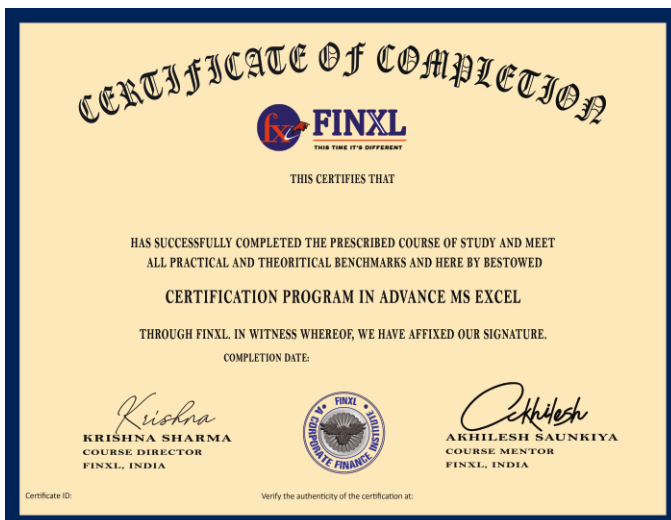 CERTIFICATE OF COMPLETION
fx
FINXL
THIS TIME IT'S DIFFERENT
THIS CERTIFIES THAT
HAS SUCCESSFULLY COMPLETED THE PRESCRIBED COURSE OF STUDY AND MEET
ALL PRACTICAL AND THEORITICAL BENCHMARKS AND HERE BY BESTOWED
CERTIFICATION PROGRAM IN ADVANCE MS EXCEL
THROUGH FINXL. IN WITNESS WHEREOF, WE HAVE AFFIXED OUR SIGNATURE.
COMPLETION DATE:
Krishna
KRISHNA SHARMA
COURSE DIRECTOR
FINXL, INDIA
FINXL
A CORPORATE FINANCE INSTITUTE
Akhilesh
AKHILESH SAUNKIYA
COURSE MENTOR
FINXL, INDIA
Certificate ID:
Verify the authenticity of the certification at: